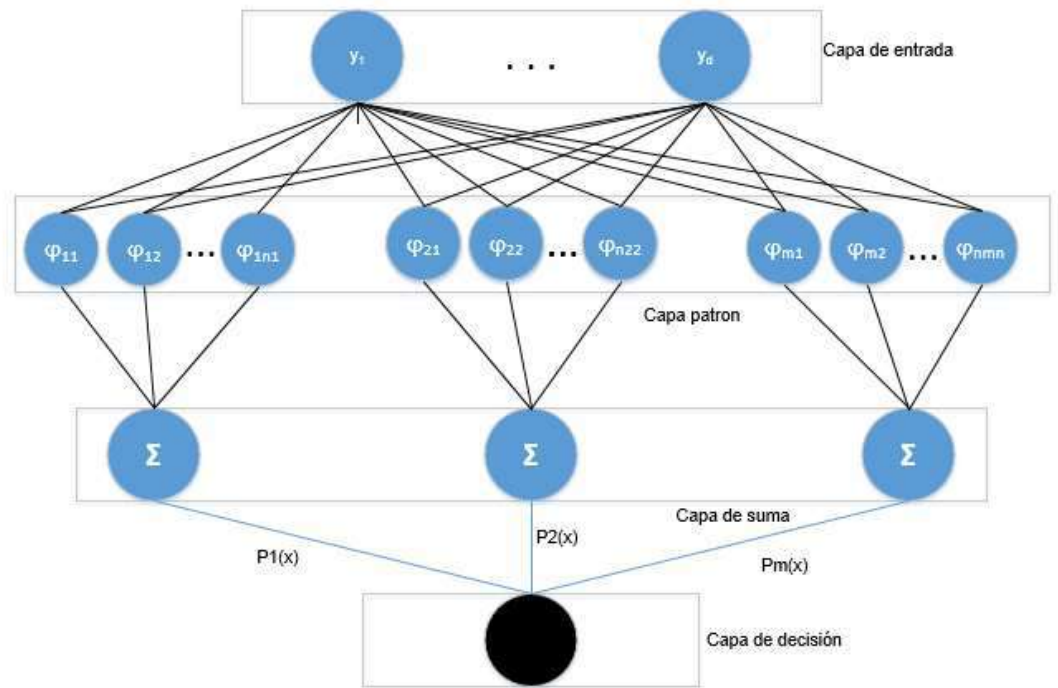 y₁ . . . y_d Capa de entrada
φ₁₁ φ₁₂ ... φ₁ₙ₁ φ₂₁ φ₂₂ ... φₙ₂₂ φₘ₁ φₘ₂ ... φₙₘₙ
Capa patron
Σ Σ Σ
Capa de suma
P1(x) P2(x) Pm(x)
Capa de decisión